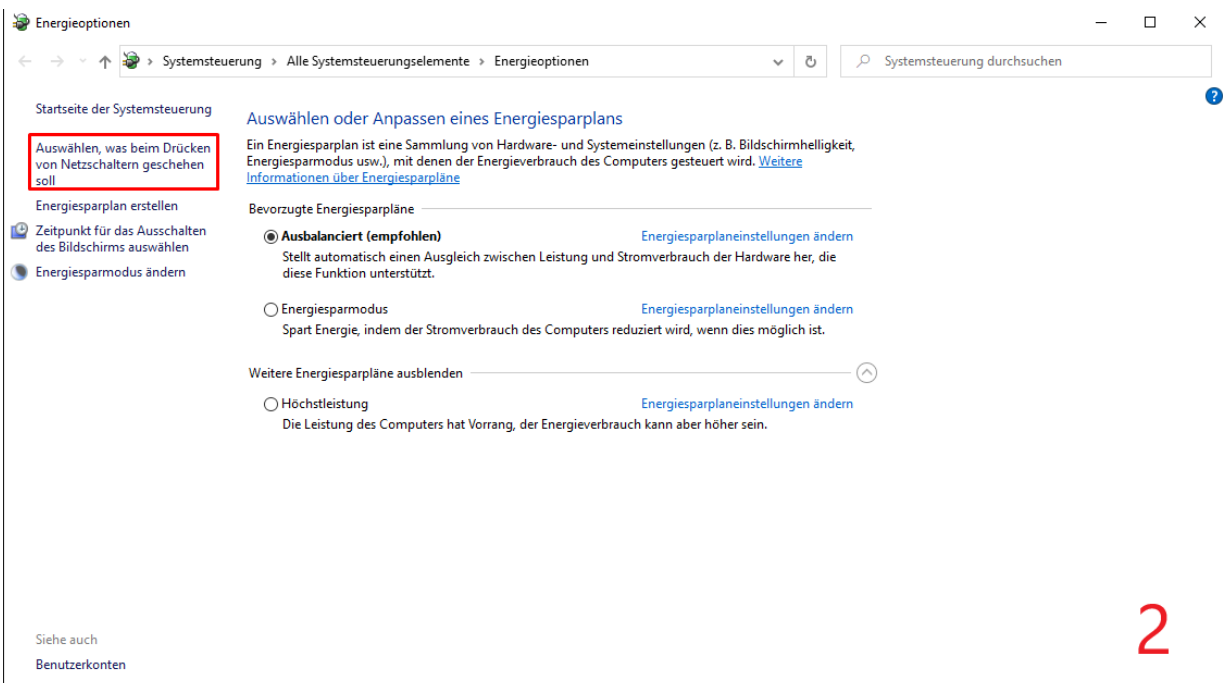 Energieoptionen
Systemsteuerung › Alle Systemsteuerungselemente › Energieoptionen
Systemsteuerung durchsuchen
Startseite der Systemsteuerung
Auswählen, was beim Drücken
von Netzschaltern geschehen
soll
Energiesparplan erstellen
Zeitpunkt für das Ausschalten
des Bildschirms auswählen
Energiesparmodus ändern
Auswählen oder Anpassen eines Energiesparplans
Ein Energiesparplan ist eine Sammlung von Hardware- und Systemeinstellungen (z. B. Bildschirmhelligkeit,
Energiesparmodus usw.), mit denen der Energieverbrauch des Computers gesteuert wird. Weitere
Informationen über Energiesparpläne
Bevorzugte Energiesparpläne
Ausbalanciert (empfohlen) Energiesparplaneinstellungen ändern
Stellt automatisch einen Ausgleich zwischen Leistung und Stromverbrauch der Hardware her, die
diese Funktion unterstützt.
Energiesparmodus Energiesparplaneinstellungen ändern
Spart Energie, indem der Stromverbrauch des Computers reduziert wird, wenn dies möglich ist.
Weitere Energiesparpläne ausblenden
Höchstleistung Energiesparplaneinstellungen ändern
Die Leistung des Computers hat Vorrang, der Energieverbrauch kann aber höher sein.
Siehe auch
Benutzerkonten
2